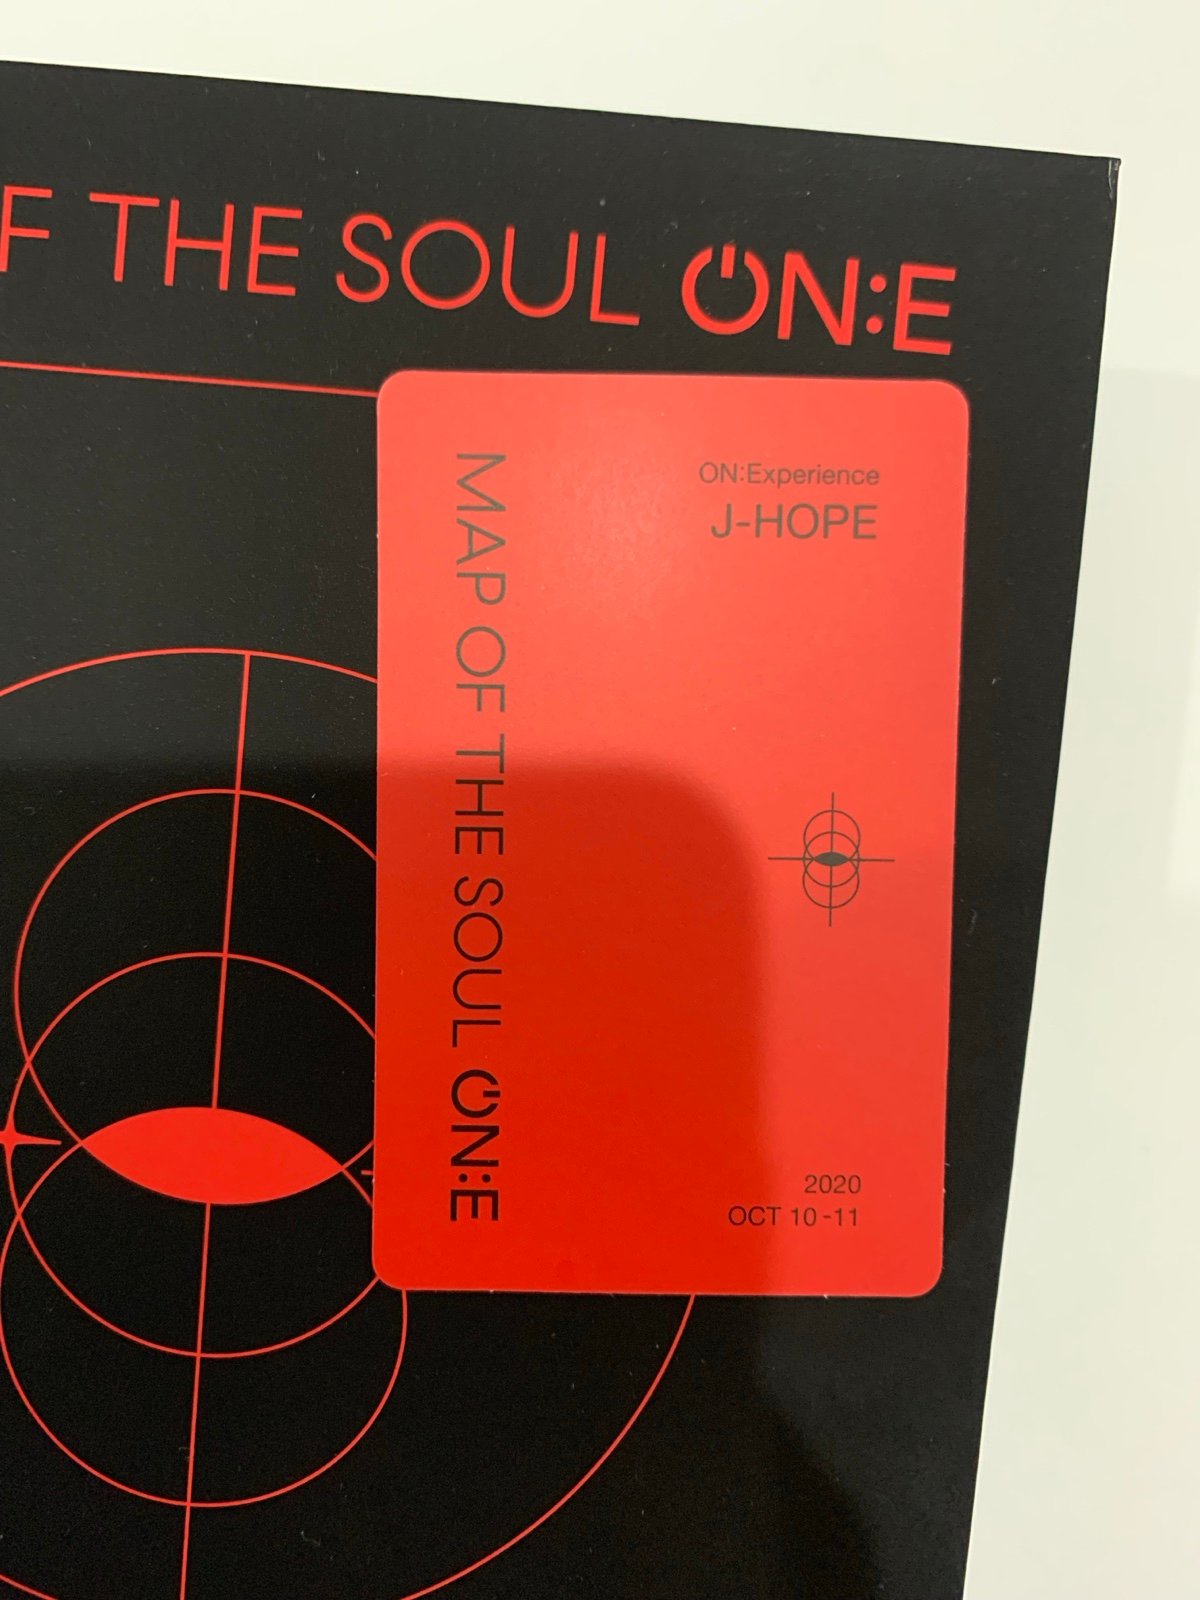 F THE SOUL ON:E
ON:Experience
J-HOPE
MAP OF THE SOUL ON:E
2020
OCT 10-11